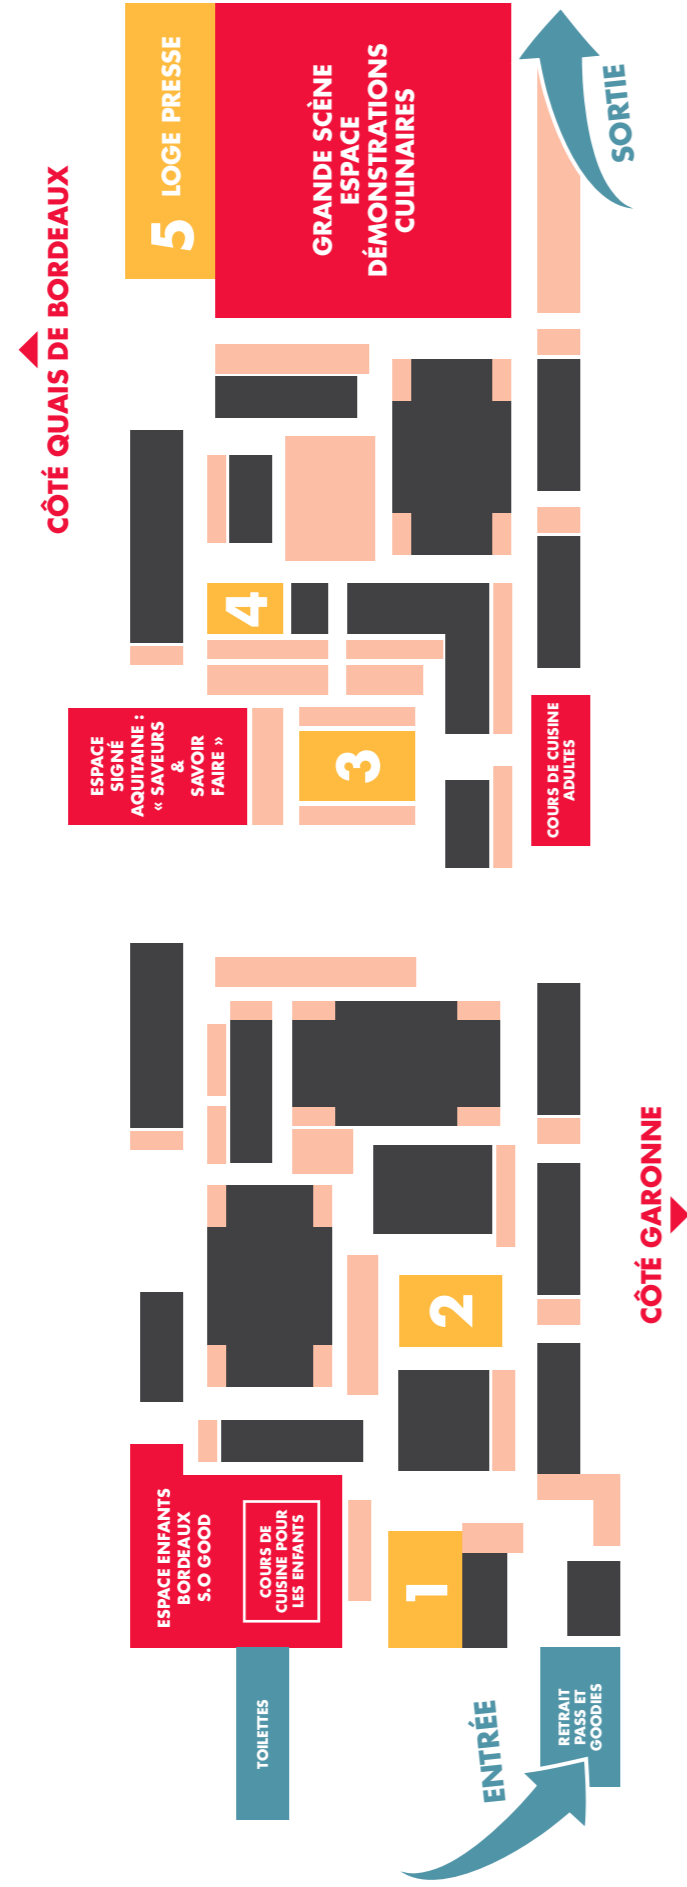 CÔTÉ QUAIS DE BORDEAUX
5 LOGE PRESSE
GRANDE SCÈNE
ESPACE
DÉMONSTRATIONS
CULINAIRES
SORTIE
4
ESPACE
SIGNÉ
AQUITAINE :
« SAVEURS
&
SAVOIR
FAIRE »
3
COURS DE CUISINE
ADULTES
CÔTÉ GARONNE
2
ESPACE ENFANTS
BORDEAUX
S.O GOOD
COURS DE
CUISINE POUR
LES ENFANTS
1
TOILETTES
ENTRÉE
RETRAIT
PASS ET
GOODIES